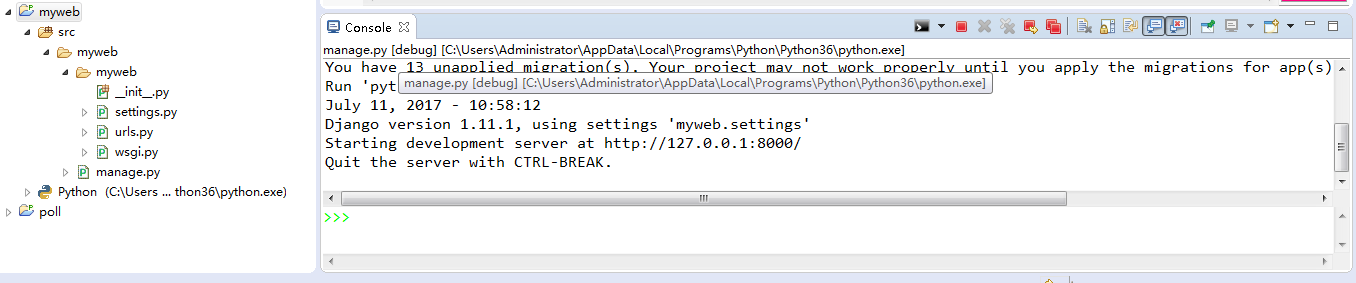 myweb
src
myweb
myweb
__init__.py
settings.py
urls.py
wsgi.py
manage.py
Python (C:\Users ... thon36\python.exe)
poll
Console
manage.py [debug] [C:\Users\Administrator\AppData\Local\Programs\Python\Python36\python.exe]
You have 13 unapplied migration(s). Your project may not work properly until you apply the migrations for app(s)
Run 'pyt
manage.py [debug] [C:\Users\Administrator\AppData\Local\Programs\Python\Python36\python.exe]
July 11, 2017 - 10:58:12
Django version 1.11.1, using settings 'myweb.settings'
Starting development server at http://127.0.0.1:8000/
Quit the server with CTRL-BREAK.
>>>